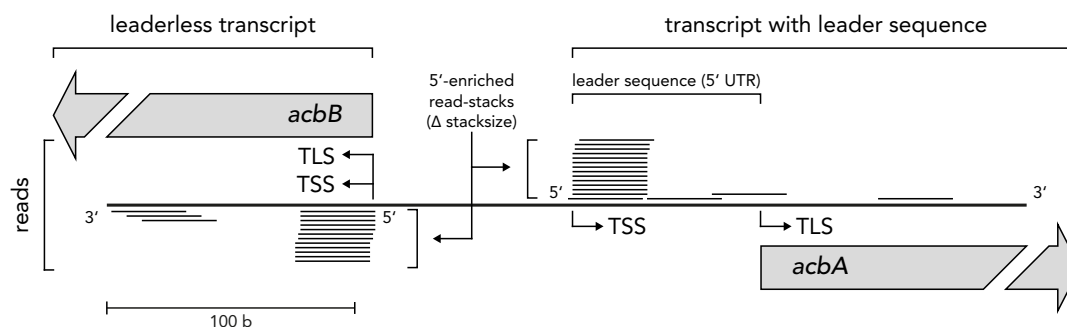 leaderless transcript
transcript with leader sequence
5‘-enriched
read-stacks
(Δ stacksize)
leader sequence (5‘ UTR)
acbB
TLS
TSS
reads
3‘
5‘
5‘
3‘
TSS
TLS
acbA
100 b